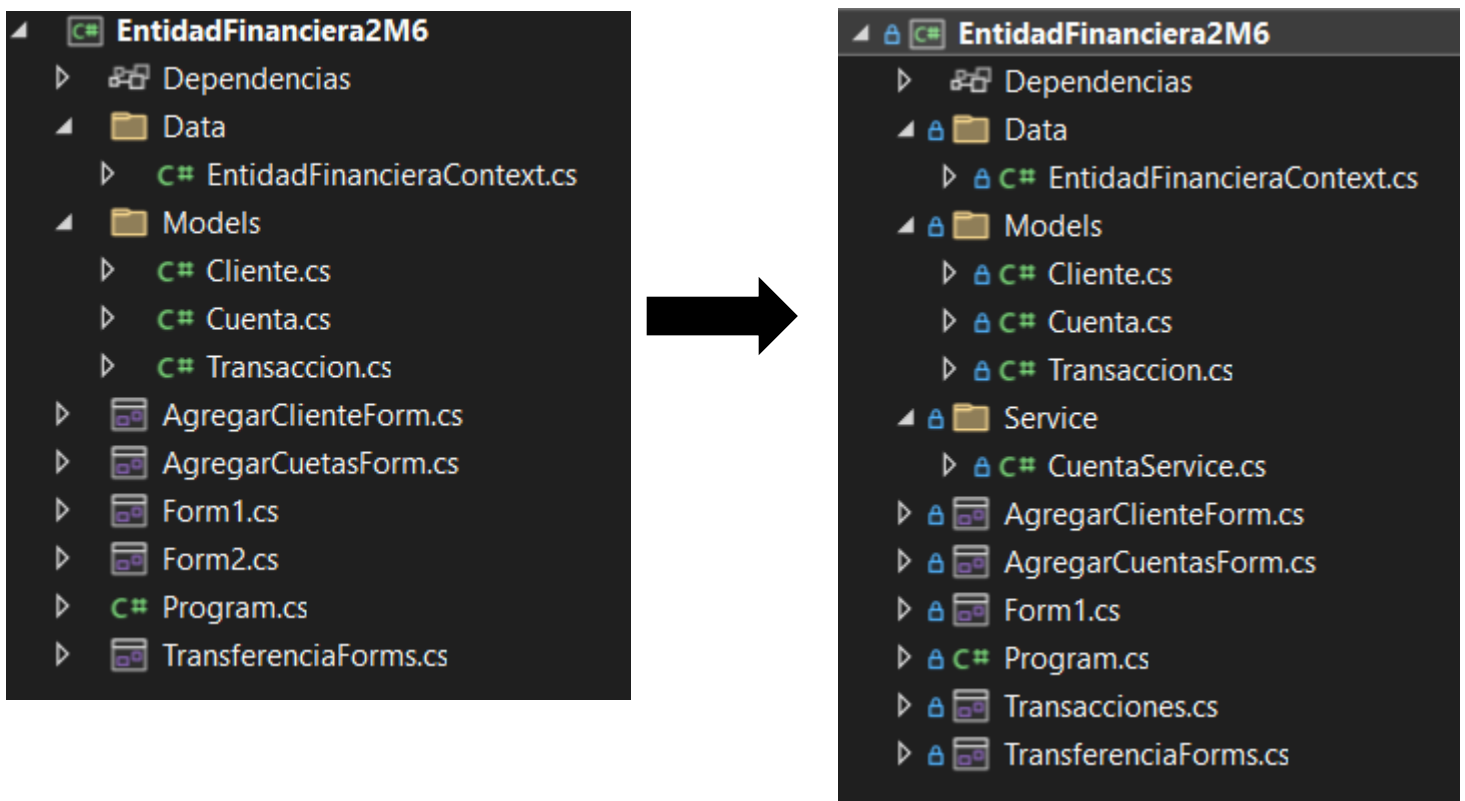 C# EntidadFinanciera2M6
Dependencias
Data
C# EntidadFinancieraContext.cs
Models
C# Cliente.cs
C# Cuenta.cs
C# Transaccion.cs
AgregarClienteForm.cs
AgregarCuetasForm.cs
Form1.cs
Form2.cs
C# Program.cs
TransferenciaForms.cs
C# EntidadFinanciera2M6
Dependencias
Data
C# EntidadFinancieraContext.cs
Models
C# Cliente.cs
C# Cuenta.cs
C# Transaccion.cs
Service
C# CuentaService.cs
AgregarClienteForm.cs
AgregarCuentasForm.cs
Form1.cs
C# Program.cs
Transacciones.cs
TransferenciaForms.cs